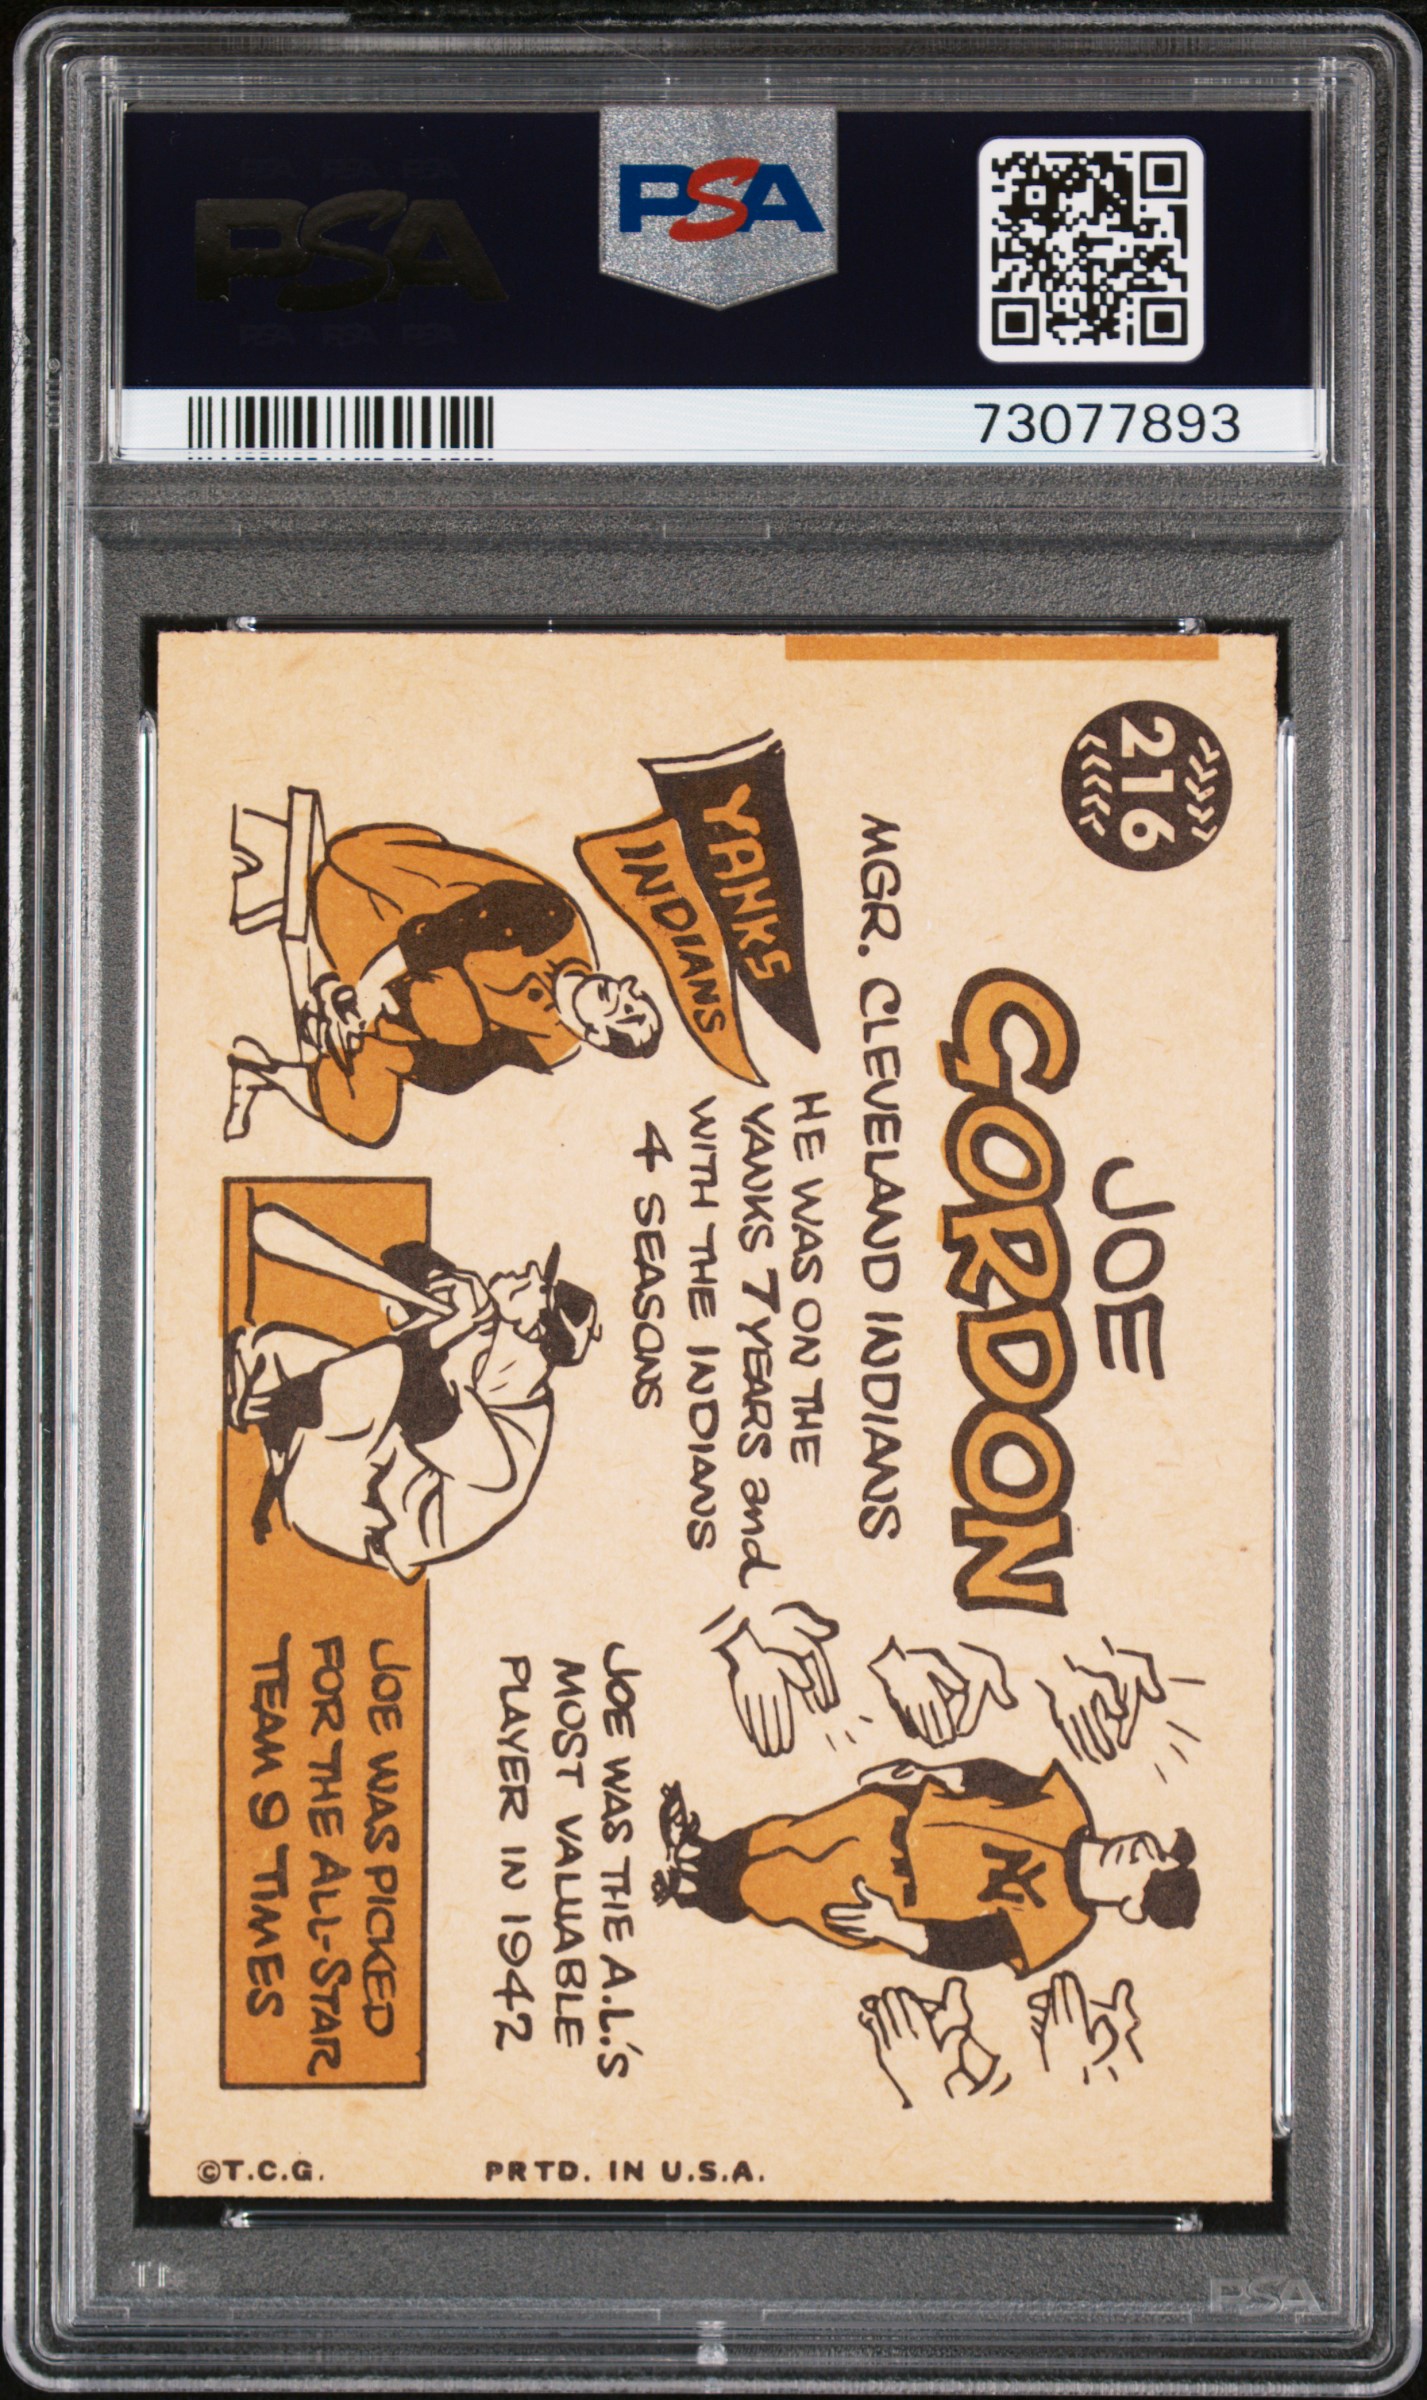 PSA
PSA
73077893
216
JOE
GORDON
MGR. CLEVELAND INDIANS
YANKS
INDIANS
HE WAS ON THE
YANKS 7 YEARS and
WITH THE INDIANS
4 SEASONS
NY
JOE WAS THE A.L.'S
MOST VALUABLE
PLAYER IN 1942
JOE WAS PICKED
FOR THE ALL-STAR
TEAM 9 TIMES
©T.C.G.
PRTD. IN U.S.A.
PSA